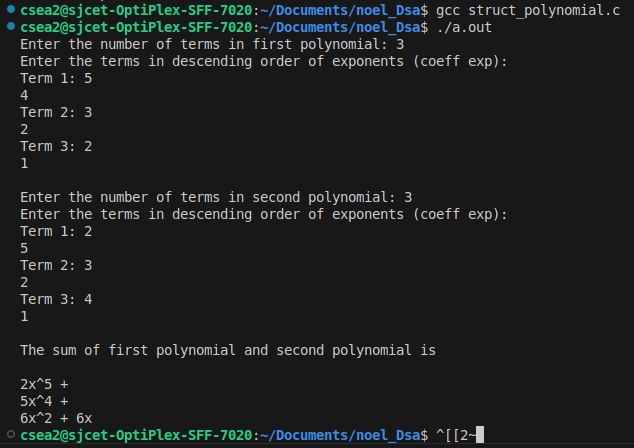 csea2@sjcet-OptiPlex-SFF-7020:~/Documents/noel_Dsa$ gcc struct_polynomial.c
csea2@sjcet-OptiPlex-SFF-7020:~/Documents/noel_Dsa$ ./a.out
Enter the number of terms in first polynomial: 3
Enter the terms in descending order of exponents (coeff exp):
Term 1: 5
4
Term 2: 3
2
Term 3: 2
1

Enter the number of terms in second polynomial: 3
Enter the terms in descending order of exponents (coeff exp):
Term 1: 2
5
Term 2: 3
2
Term 3: 4
1

The sum of first polynomial and second polynomial is

2x^5 +
5x^4 +
6x^2 + 6x
csea2@sjcet-OptiPlex-SFF-7020:~/Documents/noel_Dsa$ ^[[2~